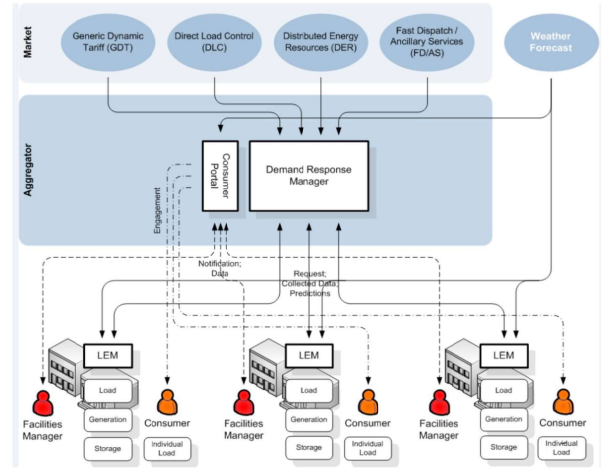 Market
Generic Dynamic
Tariff (GDT)
Direct Load Control
(DLC)
Distributed Energy
Resources (DER)
Fast Dispatch /
Ancillary Services
(FD/AS)
Weather
Forecast
Aggregator
Consumer
Portal
Demand Response
Manager
Engagement
Notification;
Data
Request;
Collected Data;
Predictions
LEM
Load
Generation
Storage
Facilities
Manager
Consumer
Individual
Load
LEM
Load
Generation
Storage
Facilities
Manager
Consumer
Individual
Load
LEM
Load
Generation
Storage
Facilities
Manager
Consumer
Individual
Load